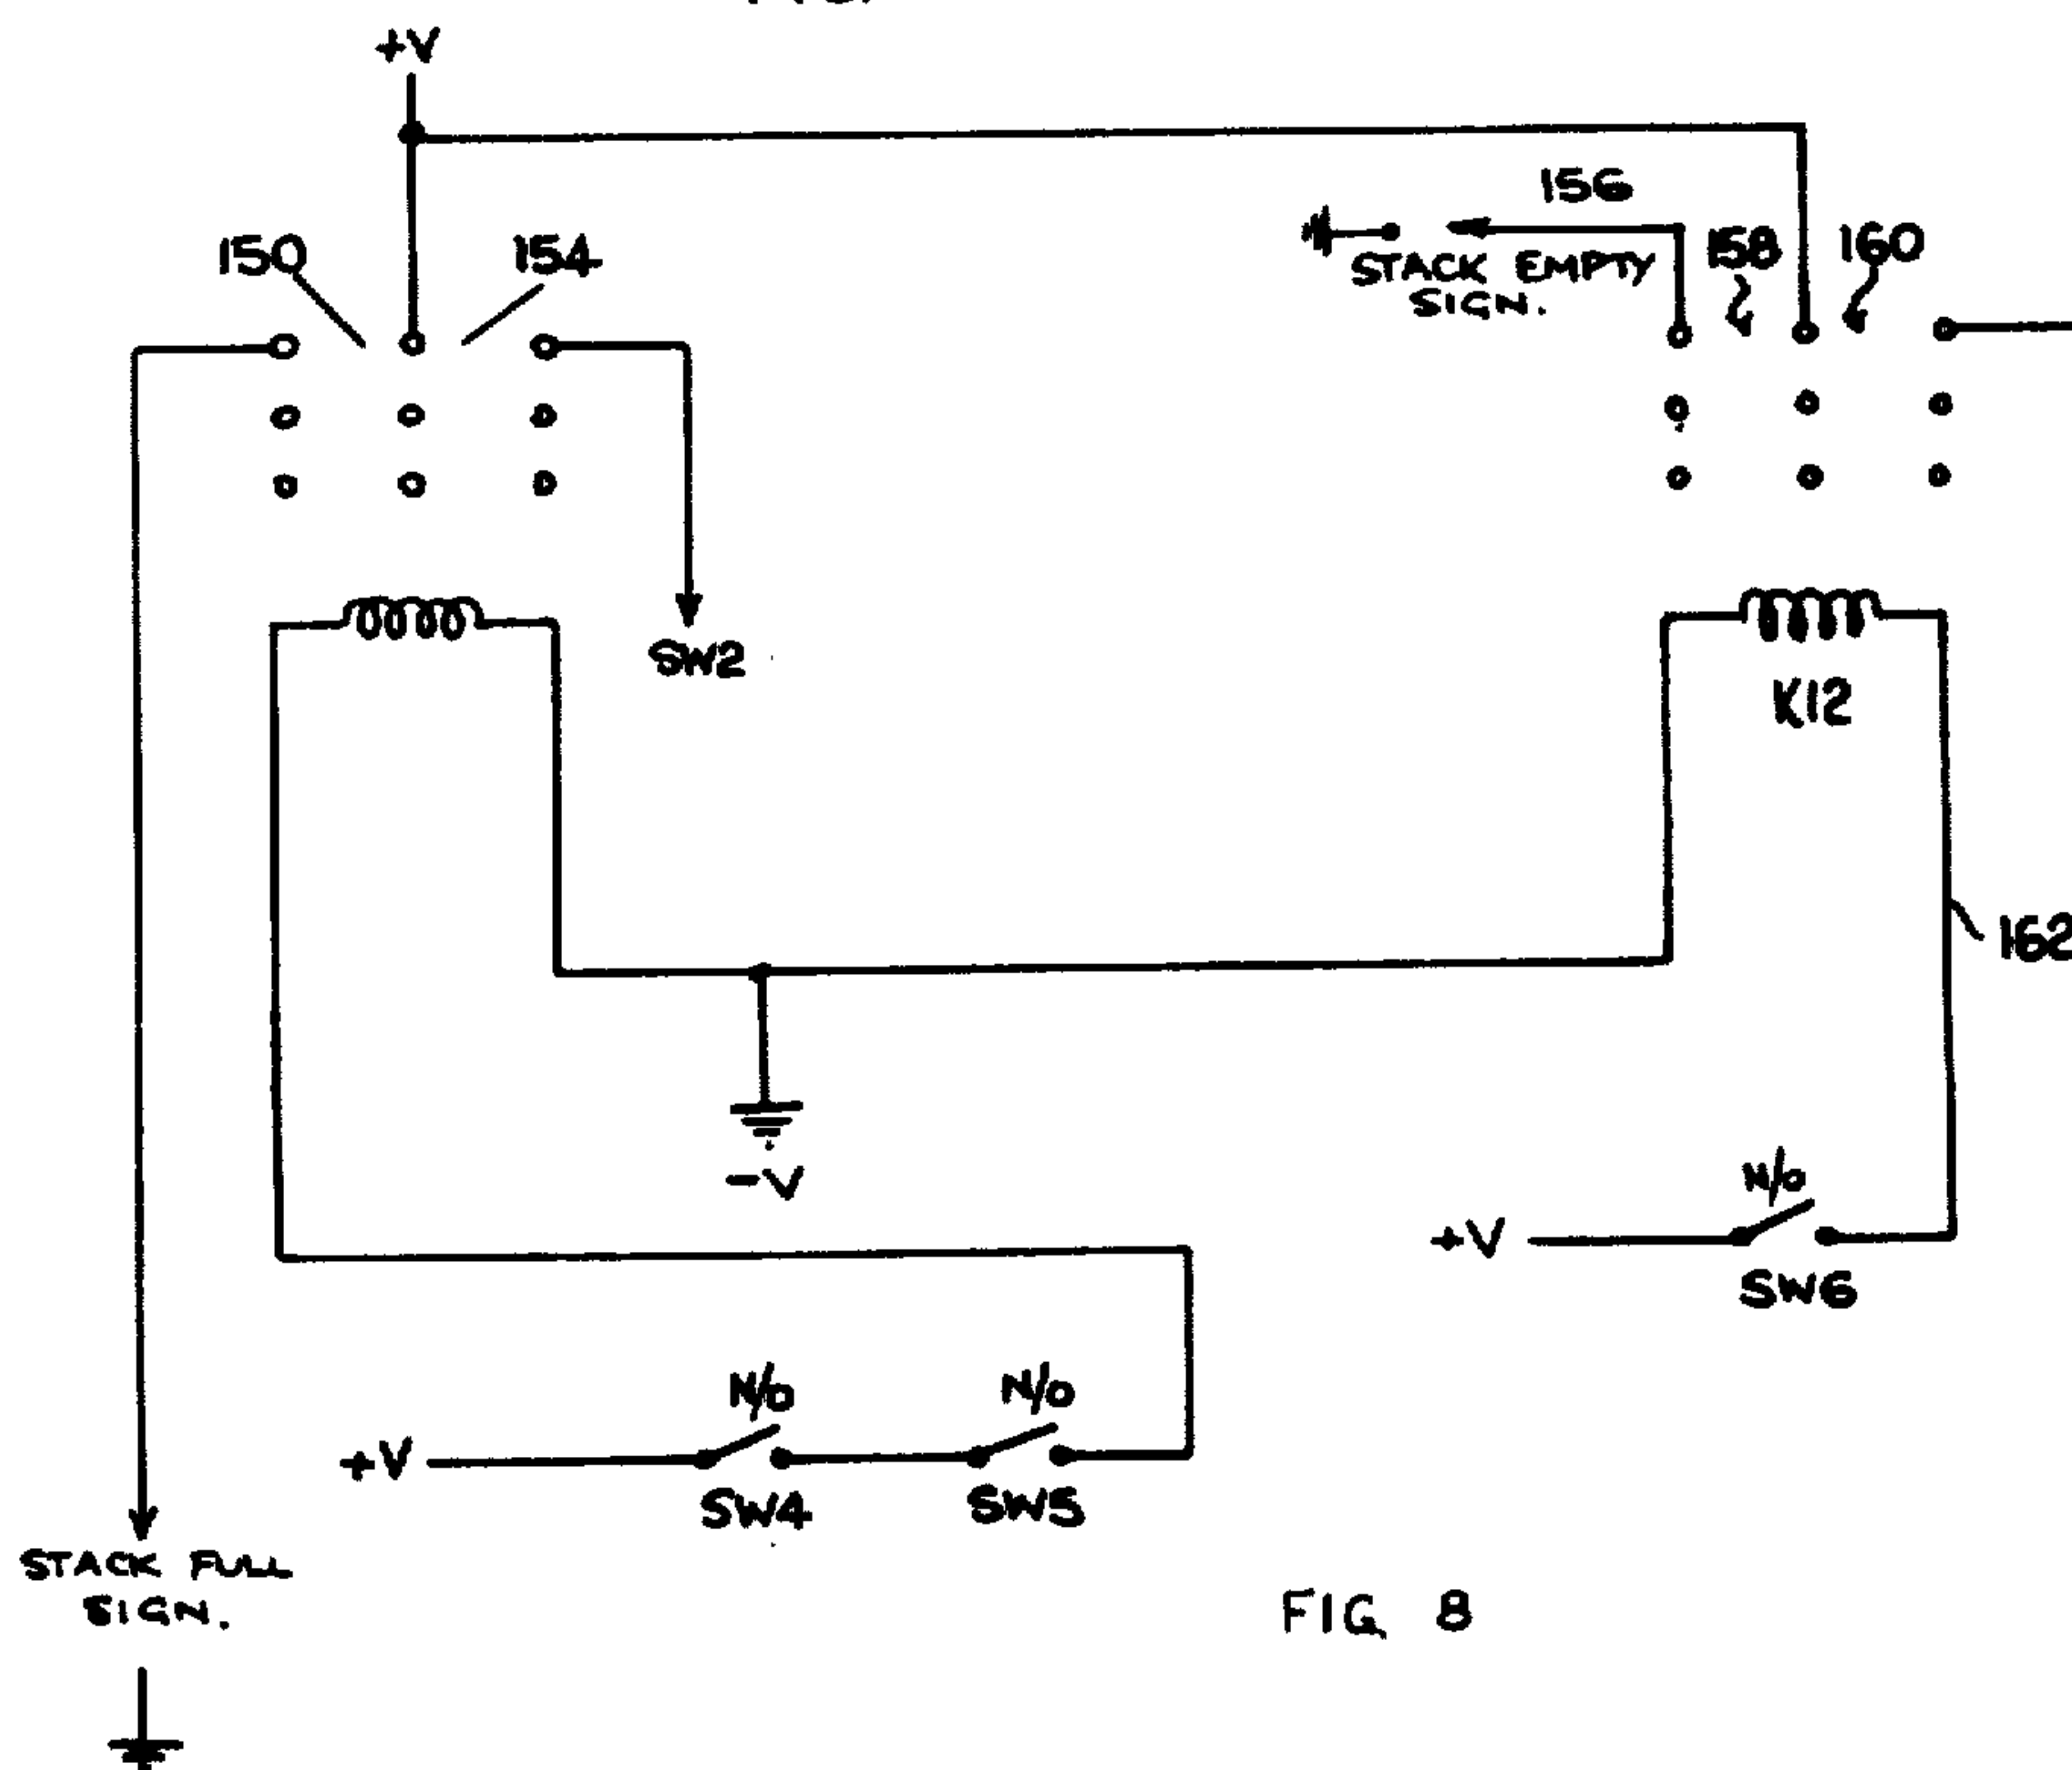 +V
156
150
154
158
160
STACK EMPTY
SIGN.
SW2
K12
162
-V
N/O
+V
SW6
N/O
N/O
+V
SW4
SW5
STACK FULL
SIGN.
FIG 8